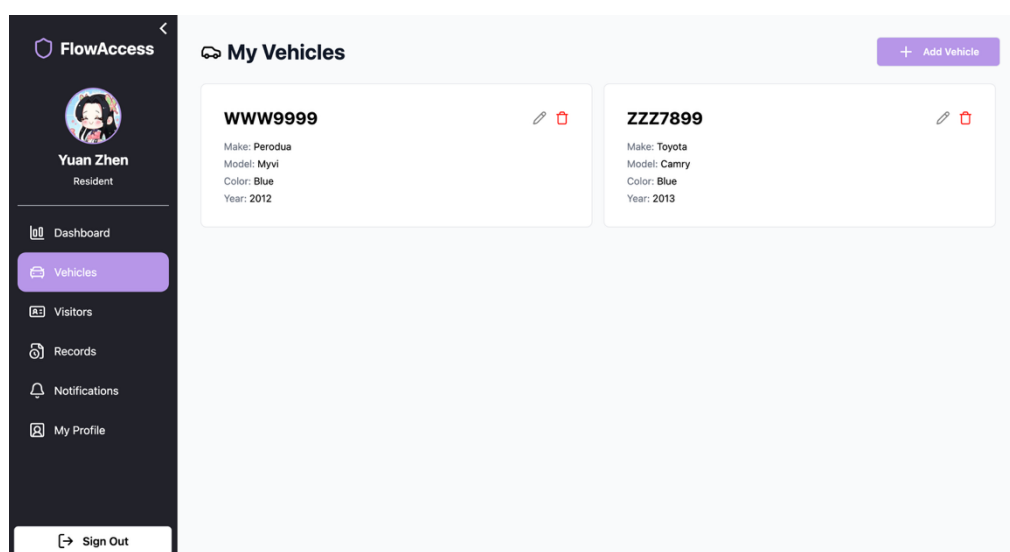 FlowAccess
Yuan Zhen
Resident
Dashboard
Vehicles
Visitors
Records
Notifications
My Profile
Sign Out
My Vehicles
Add Vehicle
WWW9999
Make: Perodua
Model: Myvi
Color: Blue
Year: 2012
ZZZ7899
Make: Toyota
Model: Camry
Color: Blue
Year: 2013